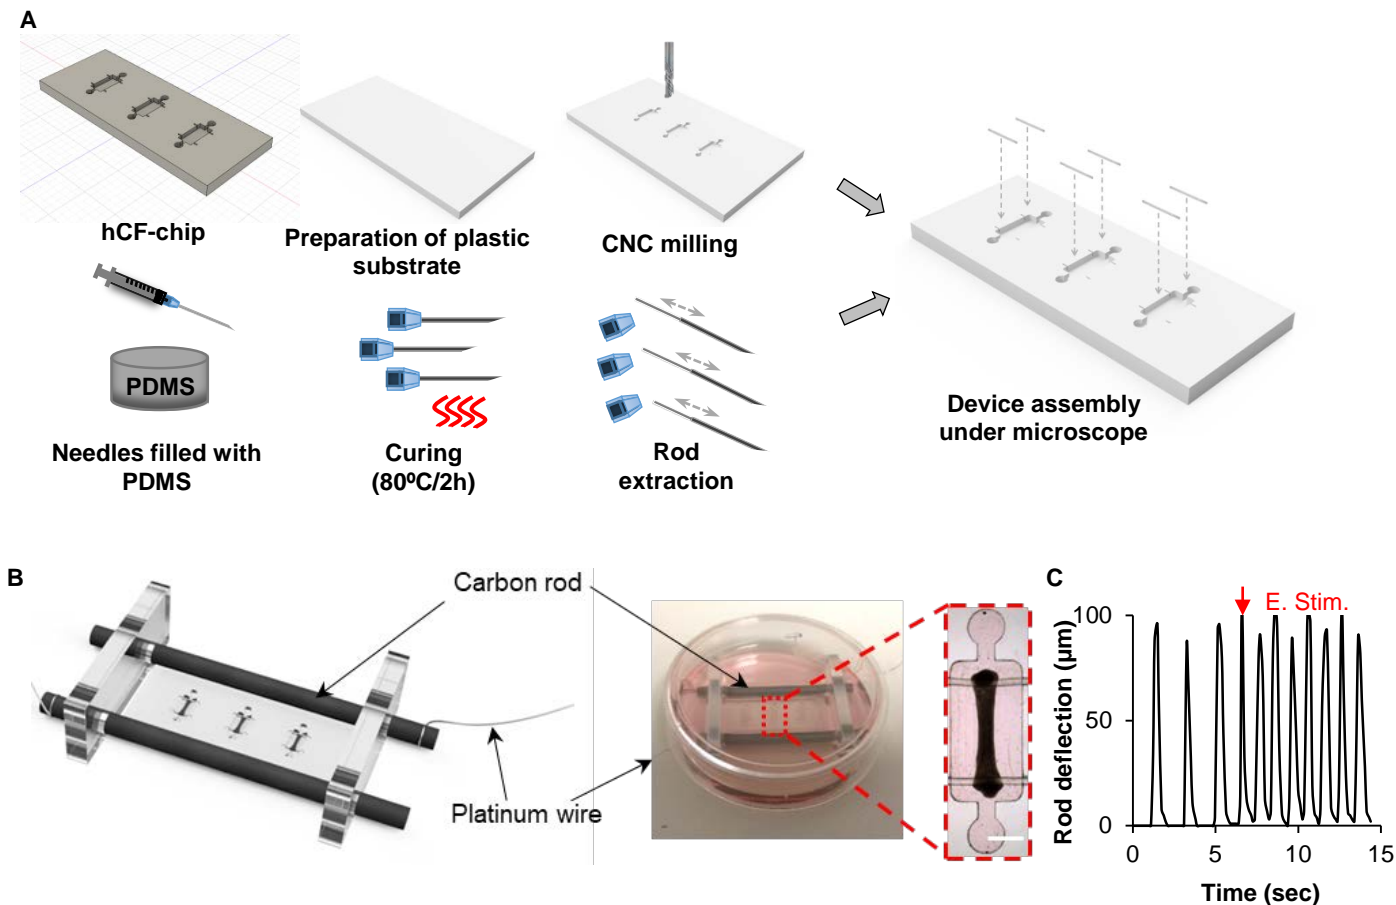 A
hCF-chip
Preparation of plastic
substrate
CNC milling
PDMS
Needles filled with
PDMS
Curing
(80ºC/2h)
Rod
extraction
Device assembly
under microscope
B
Carbon rod
Platinum wire
C
E. Stim.
Rod deflection (µm)
100
50
0
0
5
10
15
Time (sec)